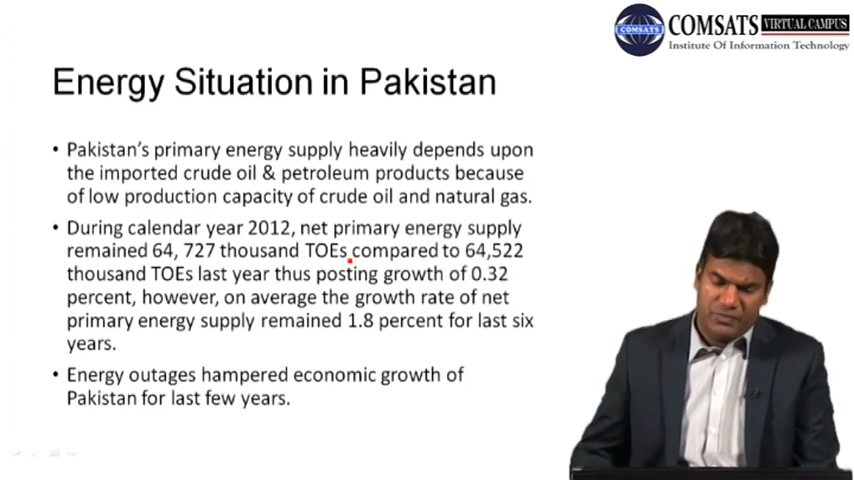 COMSATS VIRTUAL CAMPUS
COMSATS
Institute Of Information Technology
Energy Situation in Pakistan
• Pakistan's primary energy supply heavily depends upon
the imported crude oil & petroleum products because
of low production capacity of crude oil and natural gas.
• During calendar year 2012, net primary energy supply
remained 64, 727 thousand TOEs compared to 64,522
thousand TOEs last year thus posting growth of 0.32
percent, however, on average the growth rate of net
primary energy supply remained 1.8 percent for last six
years.
• Energy outages hampered economic growth of
Pakistan for last few years.